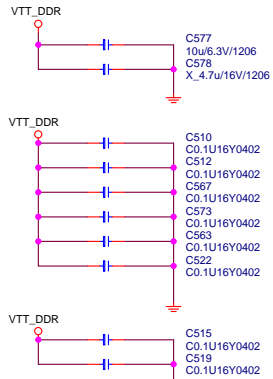 VTT_DDR
C577
10u/6.3V/1206
C578
X_4.7u/16V/1206
VTT_DDR
C510
C0.1U16Y0402
C512
C0.1U16Y0402
C567
C0.1U16Y0402
C573
C0.1U16Y0402
C563
C0.1U16Y0402
C522
C0.1U16Y0402
VTT_DDR
C515
C0.1U16Y0402
C519
C0.1U16Y0402